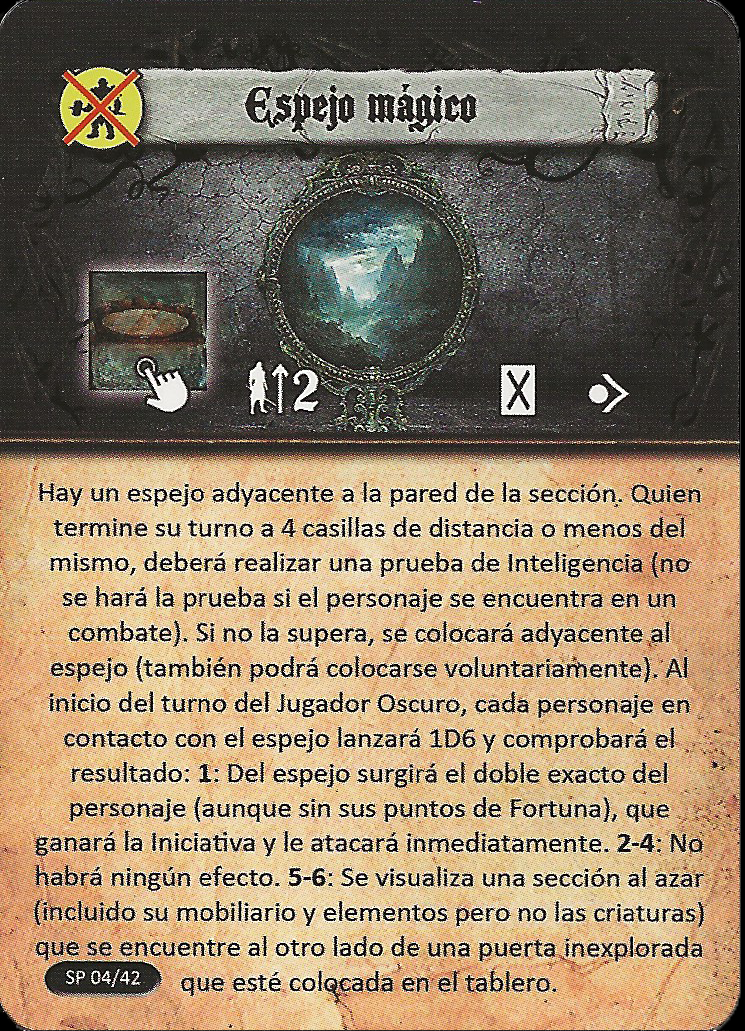 Espejo mágico
2
X
Hay un espejo adyacente a la pared de la sección. Quien
termine su turno a 4 casillas de distancia o menos del
mismo, deberá realizar una prueba de Inteligencia (no
se hará la prueba si el personaje se encuentra en un
combate). Si no la supera, se colocará adyacente al
espejo (también podrá colocarse voluntariamente). Al
inicio del turno del Jugador Oscuro, cada personaje en
contacto con el espejo lanzará 1D6 y comprobará el
resultado: 1: Del espejo surgirá el doble exacto del
personaje (aunque sin sus puntos de Fortuna), que
ganará la Iniciativa y le atacará inmediatamente. 2-4: No
habrá ningún efecto. 5-6: Se visualiza una sección al azar
(incluido su mobiliario y elementos pero no las criaturas)
que se encuentre al otro lado de una puerta inexplorada
SP 04/42 que esté colocada en el tablero.